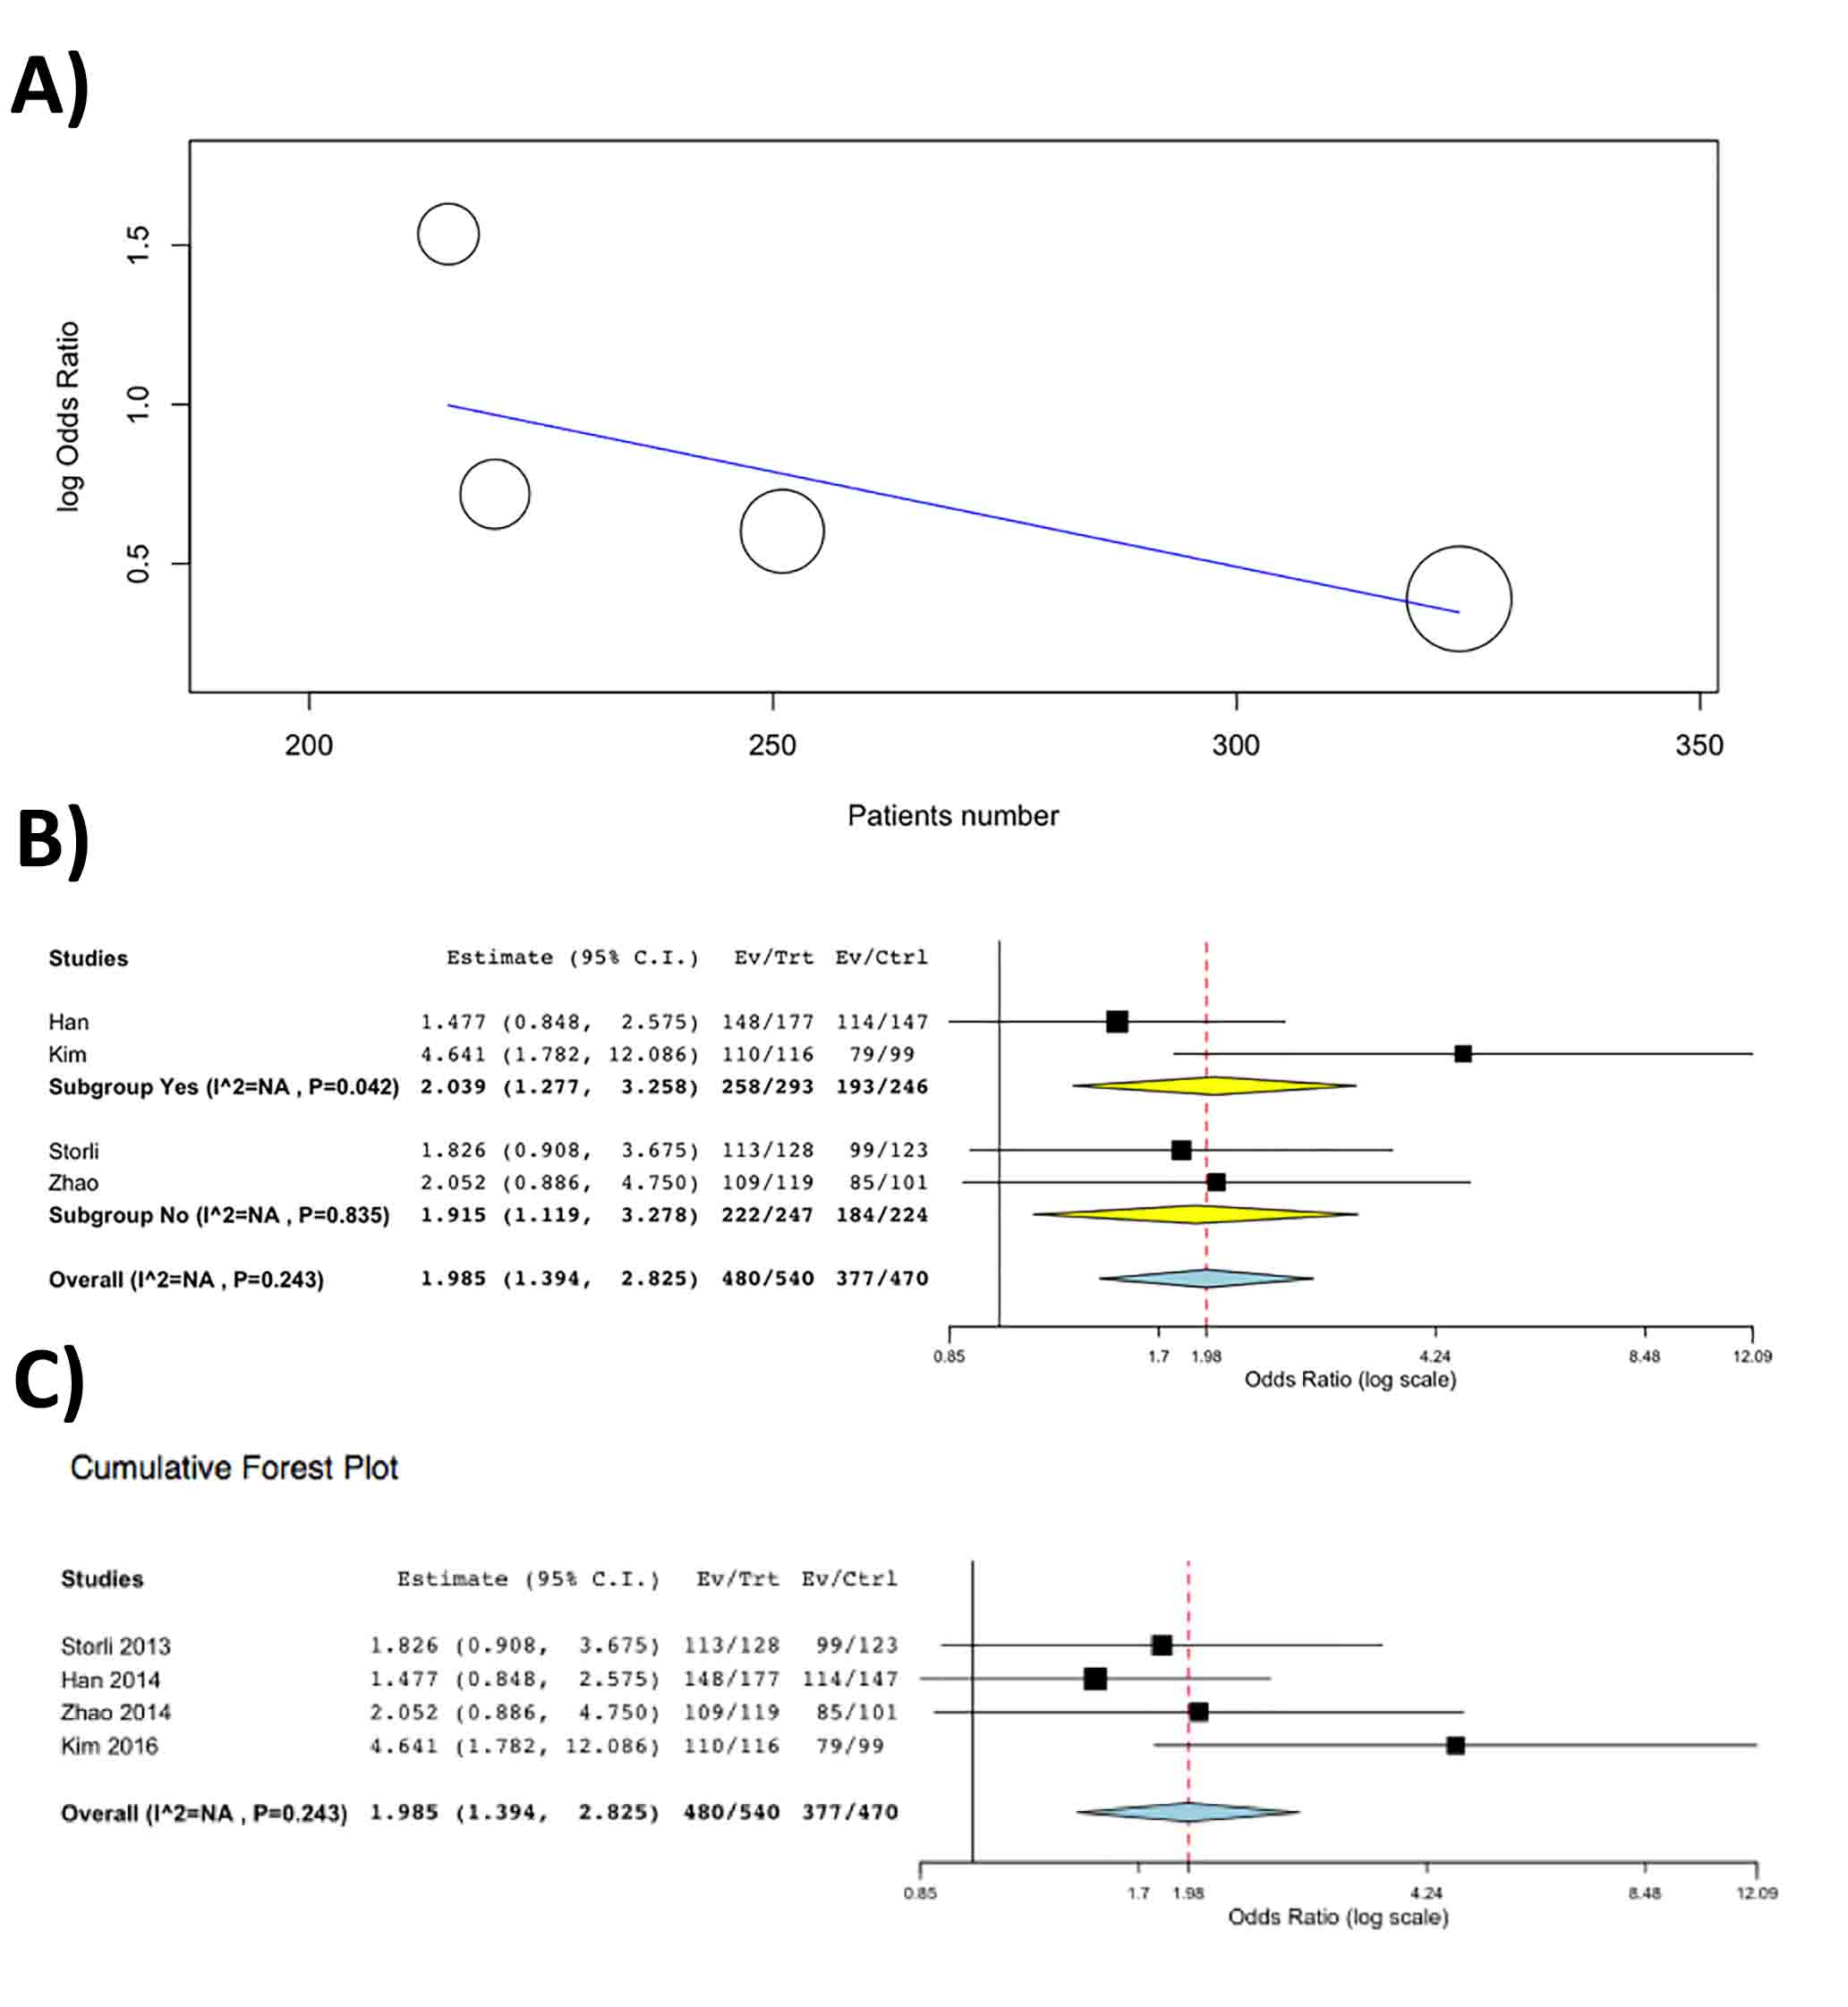 A)
log Odds Ratio
1.5
1.0
0.5
200 250 300 350
Patients number
B)
Studies Estimate (95% C.I.) Ev/Trt Ev/Ctrl
Han 1.477 (0.848, 2.575) 148/177 114/147
Kim 4.641 (1.782, 12.086) 110/116 79/99
Subgroup Yes (I^2=NA , P=0.042) 2.039 (1.277, 3.258) 258/293 193/246
Storli 1.826 (0.908, 3.675) 113/128 99/123
Zhao 2.052 (0.886, 4.750) 109/119 85/101
Subgroup No (I^2=NA , P=0.835) 1.915 (1.119, 3.278) 222/247 184/224
Overall (I^2=NA , P=0.243) 1.985 (1.394, 2.825) 480/540 377/470
0.85 1.7 1.98 4.24 8.48 12.09
Odds Ratio (log scale)
C)
Cumulative Forest Plot
Studies Estimate (95% C.I.) Ev/Trt Ev/Ctrl
Storli 2013 1.826 (0.908, 3.675) 113/128 99/123
Han 2014 1.477 (0.848, 2.575) 148/177 114/147
Zhao 2014 2.052 (0.886, 4.750) 109/119 85/101
Kim 2016 4.641 (1.782, 12.086) 110/116 79/99
Overall (I^2=NA , P=0.243) 1.985 (1.394, 2.825) 480/540 377/470
0.85 1.7 1.98 4.24 8.48 12.09
Odds Ratio (log scale)